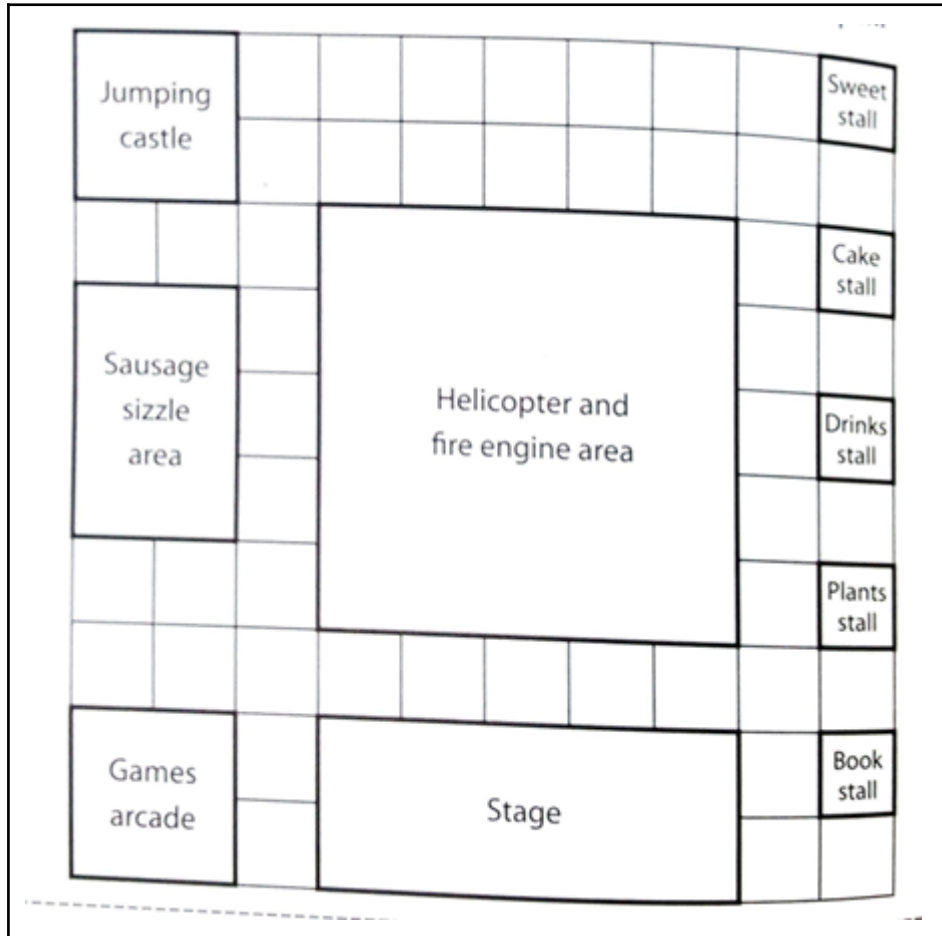 Jumping
castle
Sweet
stall
Cake
stall
Sausage
sizzle
area
Helicopter and
fire engine area
Drinks
stall
Plants
stall
Games
arcade
Stage
Book
stall